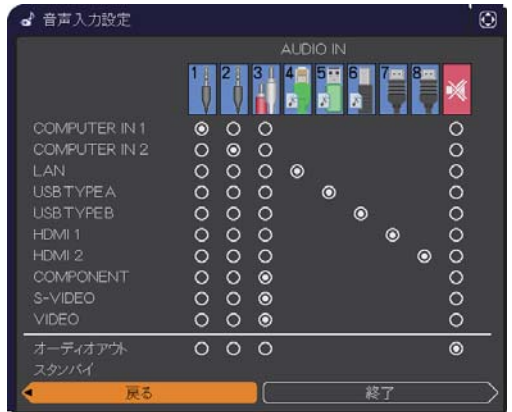 音声入力設定
AUDIO IN
1 2 3 4 5 6 7 8
COMPUTER IN 1
COMPUTER IN 2
LAN
USB TYPE A
USB TYPE B
HDMI 1
HDMI 2
COMPONENT
S-VIDEO
VIDEO
オーディオアウト
スタンバイ
戻る 終了